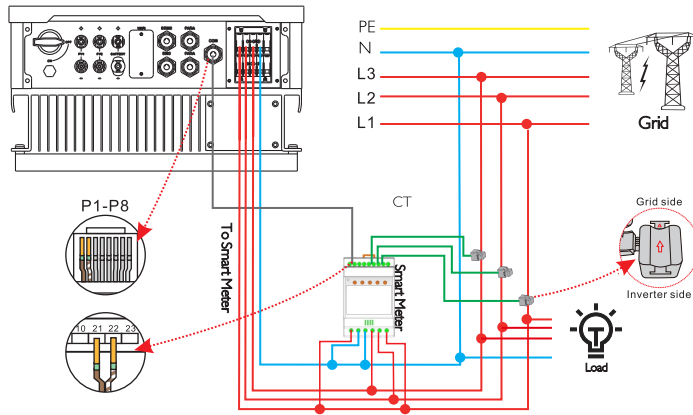 PE
N
L3
L2
L1
Grid
COM
P1-P8
CT
Grid side
Inverter side
To Smart Meter
Smart Meter
10 21 22 23
Load